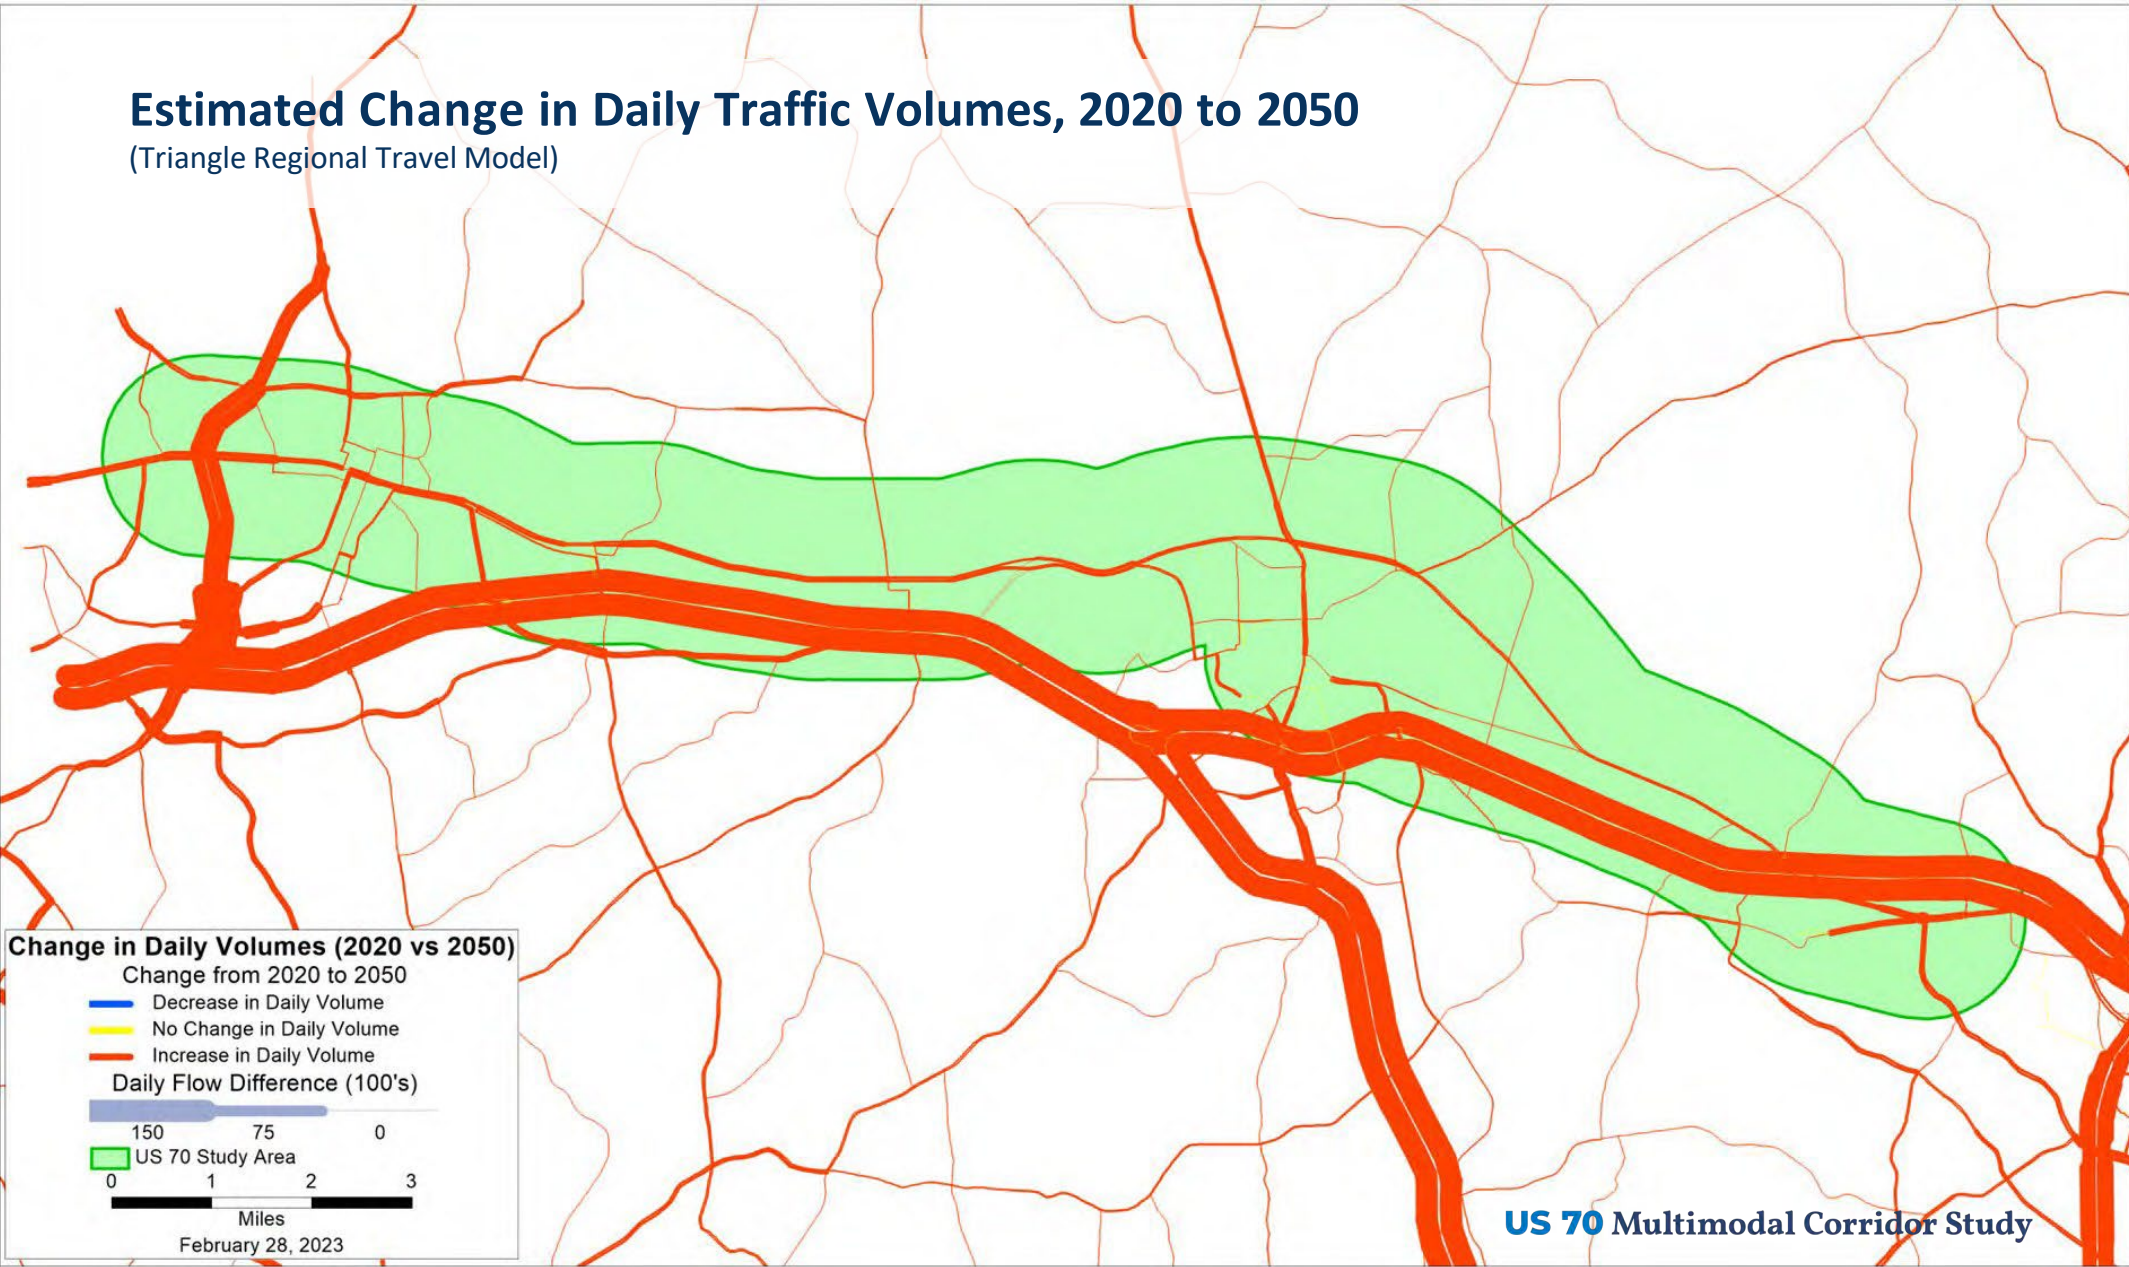 Estimated Change in Daily Traffic Volumes, 2020 to 2050
(Triangle Regional Travel Model)
Change in Daily Volumes (2020 vs 2050)
Change from 2020 to 2050
Decrease in Daily Volume
No Change in Daily Volume
Increase in Daily Volume
Daily Flow Difference (100's)
150 75 0
US 70 Study Area
0 1 2 3
Miles
February 28, 2023
US 70 Multimodal Corridor Study